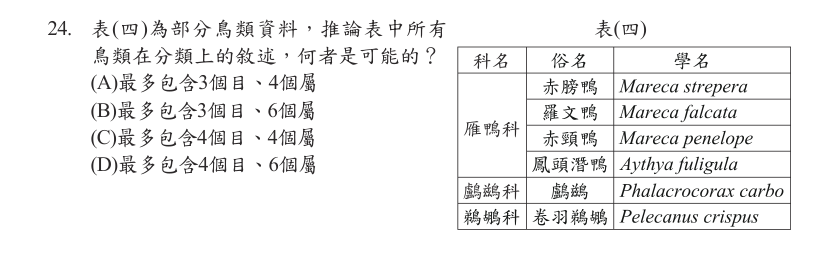 24. 表(四)為部分鳥類資料，推論表中所有
鳥類在分類上的敘述，何者是可能的？
(A)最多包含3個目、4個屬
(B)最多包含3個目、6個屬
(C)最多包含4個目、4個屬
(D)最多包含4個目、6個屬
表(四)
科名 俗名 學名
雁鴨科 赤膀鴨 Mareca strepera
羅文鴨 Mareca falcata
赤頸鴨 Mareca penelope
鳳頭潛鴨 Aythya fuligula
鸕鷀科 鸕鷀 Phalacrocorax carbo
鵜鶘科 卷羽鵜鶘 Pelecanus crispus